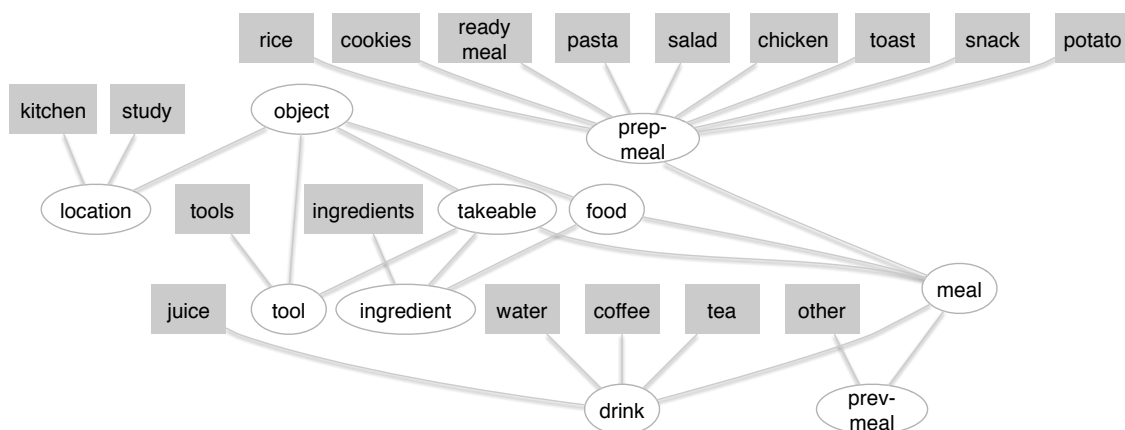 rice
cookies
ready
meal
pasta
salad
chicken
toast
snack
potato
kitchen
study
object
prep-
meal
location
tools
ingredients
takeable
food
juice
tool
ingredient
water
coffee
tea
other
meal
drink
prev-
meal